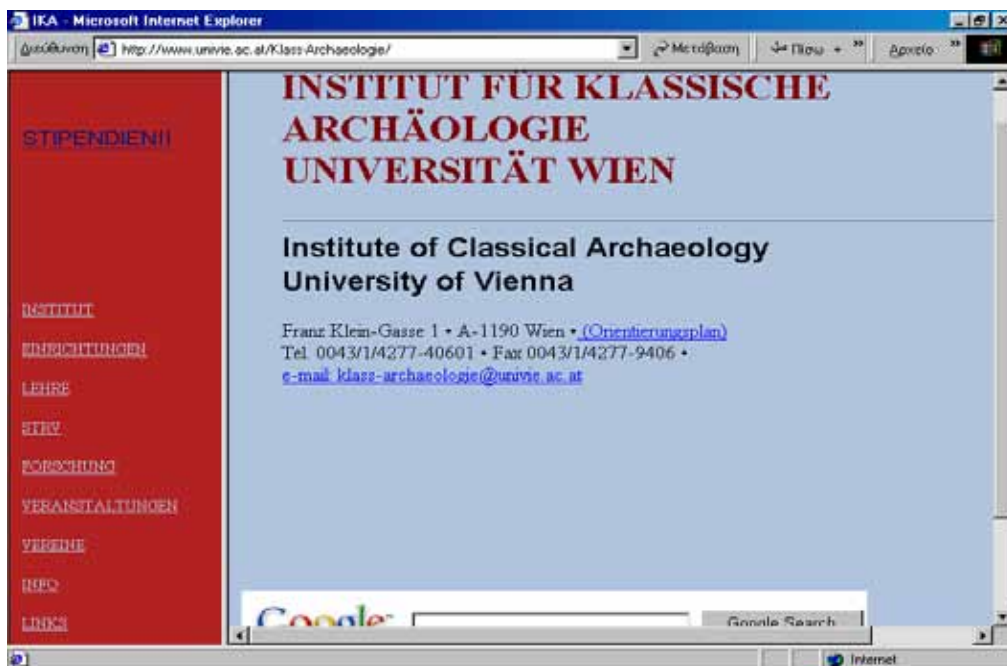 IKA - Microsoft Internet Explorer
Διεύθυνση http://www.univie.ac.at/Klass-Archaeologie/ Μετάβαση Πίσω » Αρχείο »
INSTITUT FÜR KLASSISCHE
ARCHÄOLOGIE
UNIVERSITÄT WIEN
STIPENDIEN!!
Institute of Classical Archaeology
University of Vienna
Franz Klein-Gasse 1 • A-1190 Wien • (Orientierungsplan)
Tel. 0043/1/4277-40601 • Fax 0043/1/4277-9406 •
e-mail: klass-archaeologie@univie.ac.at
INSTITUT
EINRICHTUNGEN
LEHRE
STRV
FORSCHUNG
VERANSTALTUNGEN
VEREINE
INFO
LINKS
Google Google Search
Internet